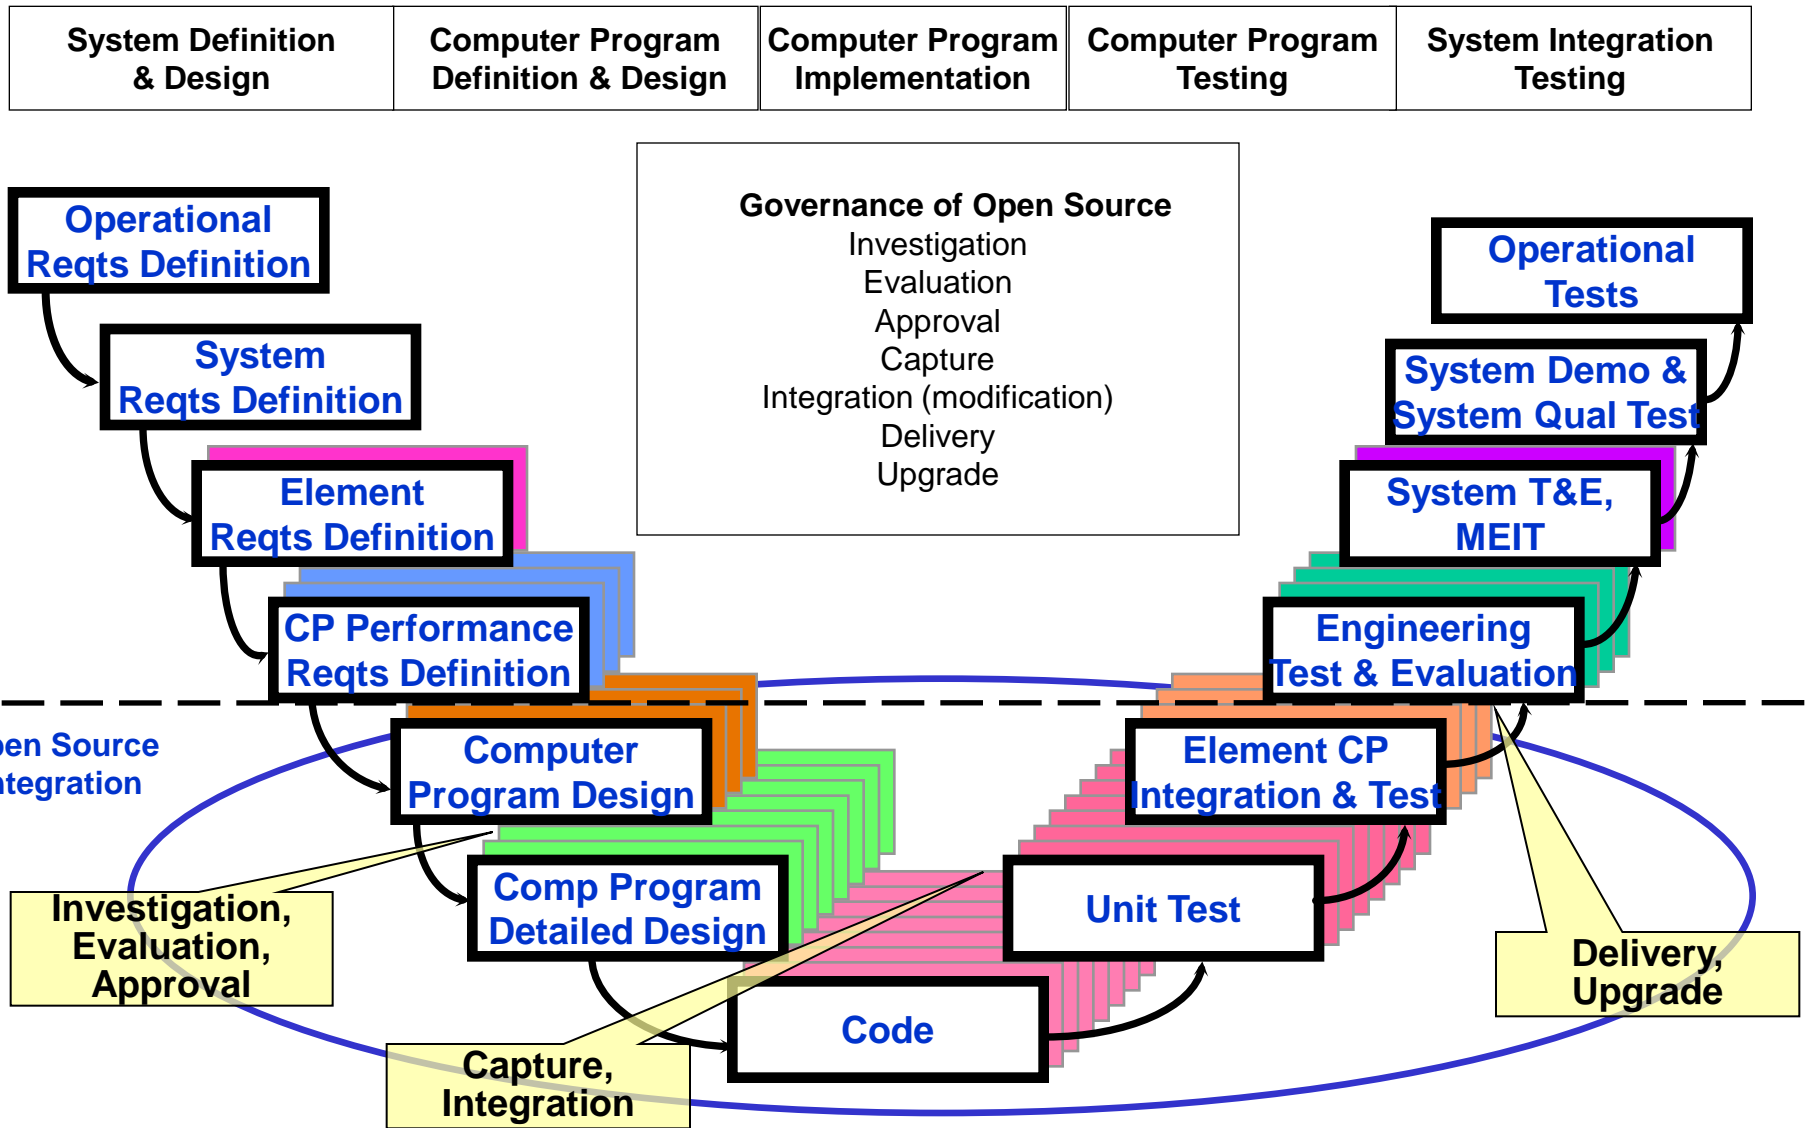 System Definition
& Design
Computer Program
Definition & Design
Computer Program
Implementation
Computer Program
Testing
System Integration
Testing
Governance of Open Source
Investigation
Evaluation
Approval
Capture
Integration (modification)
Delivery
Upgrade
Operational
Reqts Definition
System
Reqts Definition
Element
Reqts Definition
CP Performance
Reqts Definition
pen Source
ntegration
Computer
Program Design
Comp Program
Detailed Design
Code
Unit Test
Element CP
Integration & Test
Engineering
Test & Evaluation
System T&E,
MEIT
System Demo &
System Qual Test
Operational
Tests
Investigation,
Evaluation,
Approval
Capture,
Integration
Delivery,
Upgrade